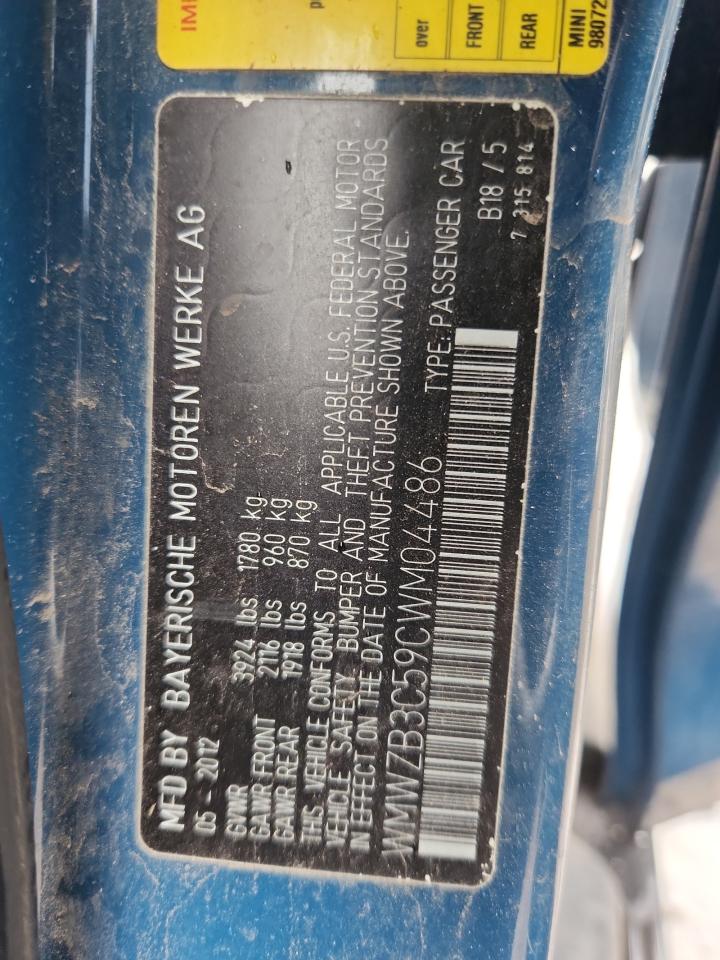 IMP
over
FRONT
REAR
MINI
98072
MFD BY BAYERISCHE MOTOREN WERKE AG
05 - 2012
GVWR 3924 lbs 1780 kg
GAWR FRONT 2116 lbs 960 kg
GAWR REAR 1918 lbs 870 kg
THIS VEHICLE CONFORMS TO ALL APPLICABLE U.S. FEDERAL MOTOR
VEHICLE SAFETY, BUMPER AND THEFT PREVENTION STANDARDS
IN EFFECT ON THE DATE OF MANUFACTURE SHOWN ABOVE.
WMWZB3C59CWM04486 TYPE: PASSENGER CAR
B18 / 5
7 315 814